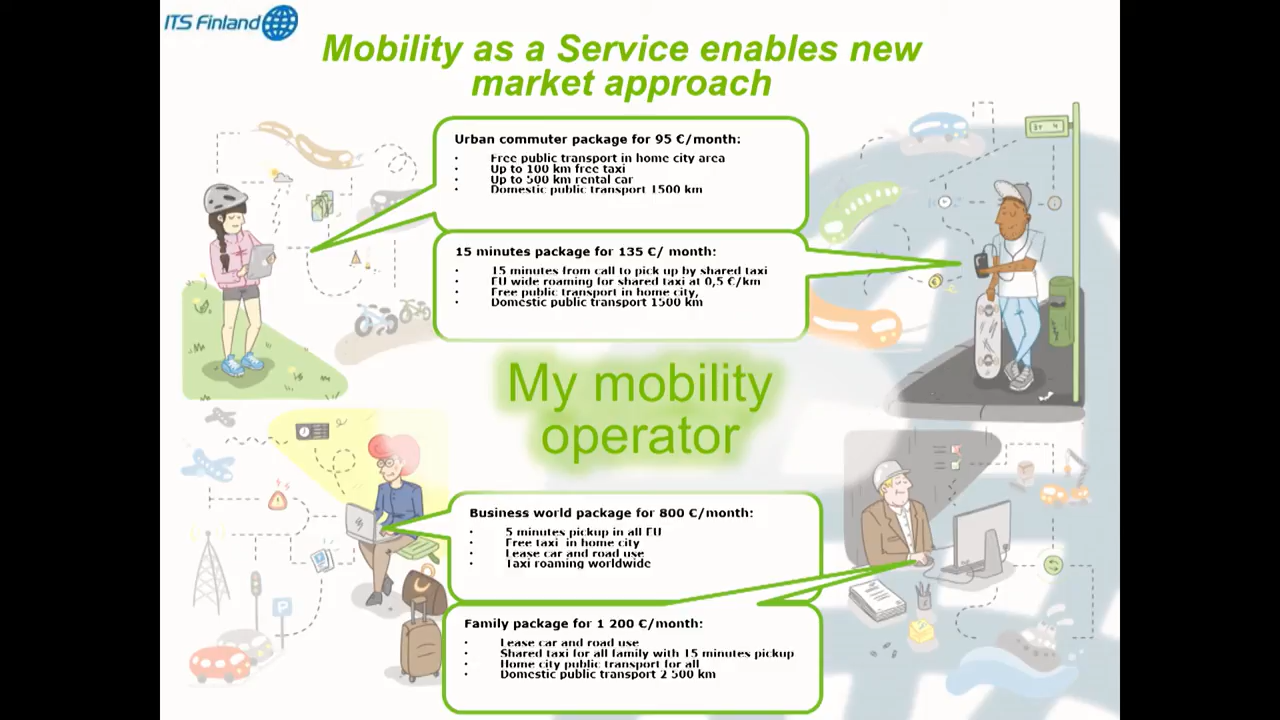 ITS Finland
Mobility as a Service enables new
market approach
Urban commuter package for 95 €/month:
• Free public transport in home city area
• Up to 100 km free taxi
• Up to 500 km rental car
• Domestic public transport 1500 km
15 minutes package for 135 €/ month:
• 15 minutes from call to pick up by shared taxi
• EU wide roaming for shared taxi at 0,5 €/km
• Free public transport in home city,
• Domestic public transport 1500 km
My mobility
operator
Business world package for 800 €/month:
• 5 minutes pickup in all EU
• Free taxi in home city
• Lease car and road use
• Taxi roaming worldwide
Family package for 1 200 €/month:
• Lease car and road use
• Shared taxi for all family with 15 minutes pickup
• Home city public transport for all
• Domestic public transport 2 500 km
P